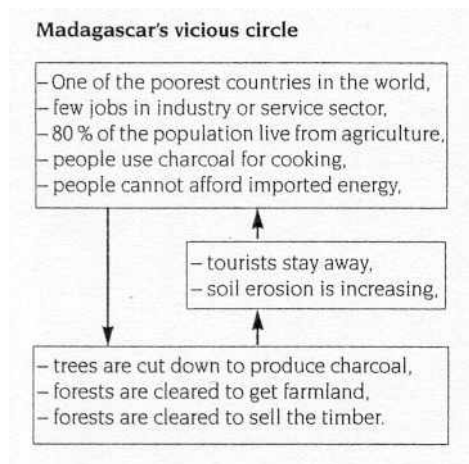 Madagascar's vicious circle
– One of the poorest countries in the world,
– few jobs in industry or service sector,
– 80 % of the population live from agriculture,
– people use charcoal for cooking,
– people cannot afford imported energy,
– tourists stay away,
– soil erosion is increasing,
– trees are cut down to produce charcoal,
– forests are cleared to get farmland,
– forests are cleared to sell the timber.